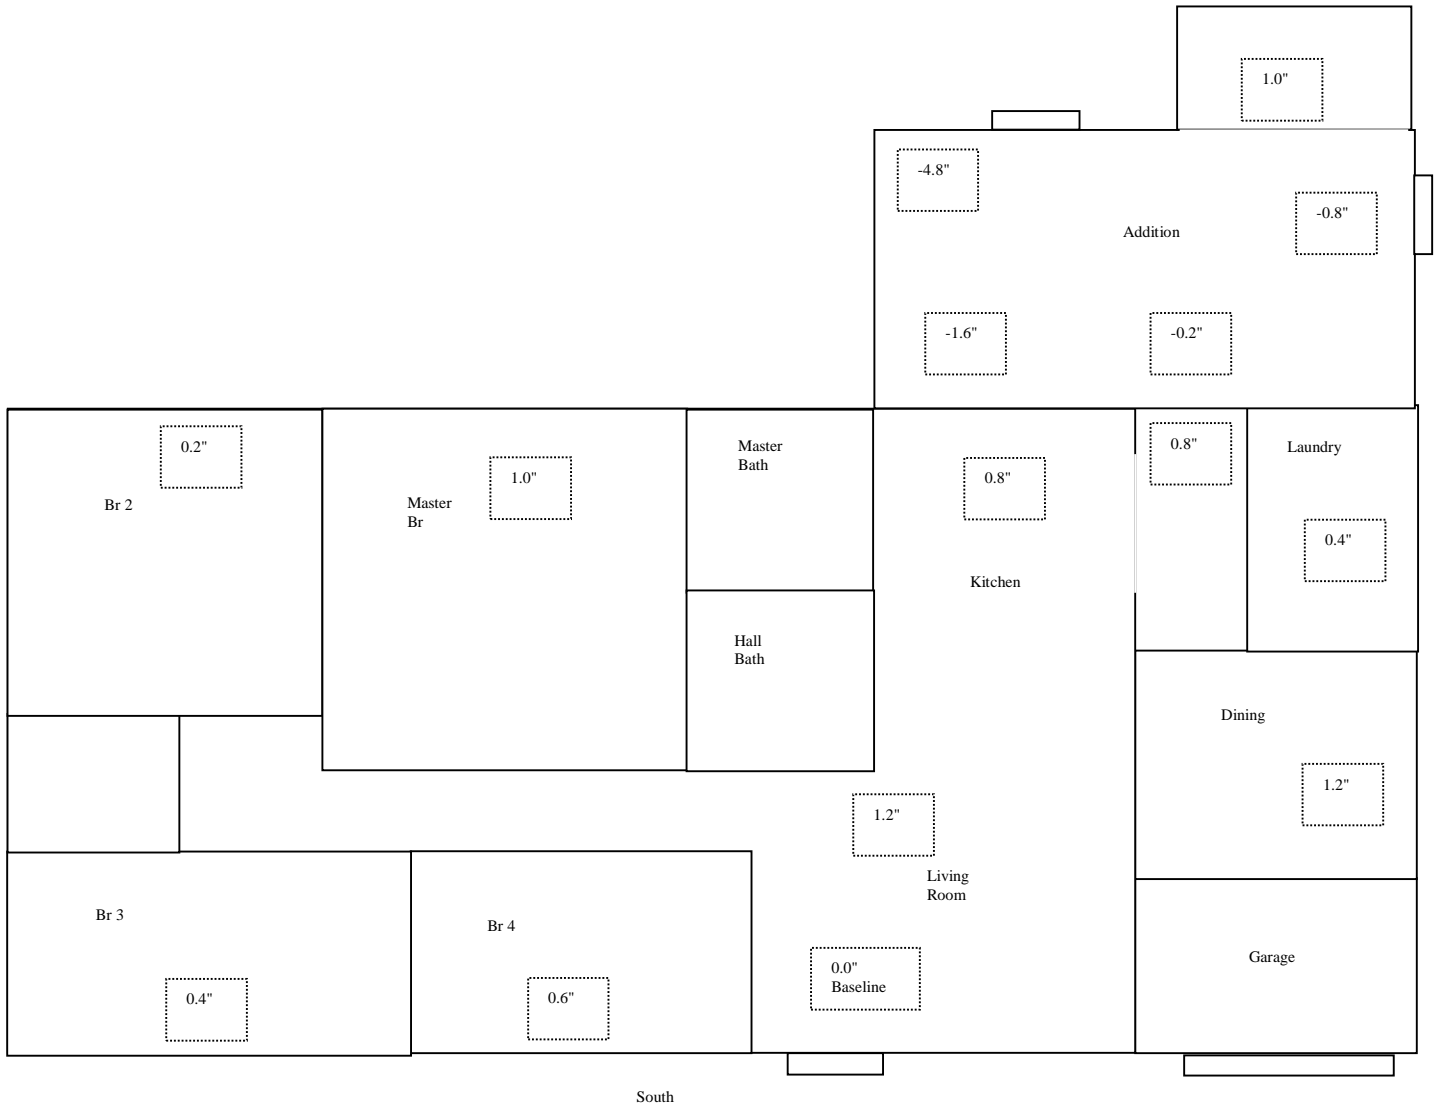 1.0"
-4.8"
-0.8"
Addition
-1.6"
-0.2"
0.2"
Br 2
Master
Br
1.0"
Master
Bath
0.8"
Kitchen
0.8"
Laundry
0.4"
Hall
Bath
Dining
1.2"
1.2"
Living
Room
Br 3
Br 4
0.0"
Baseline
Garage
0.4"
0.6"
South